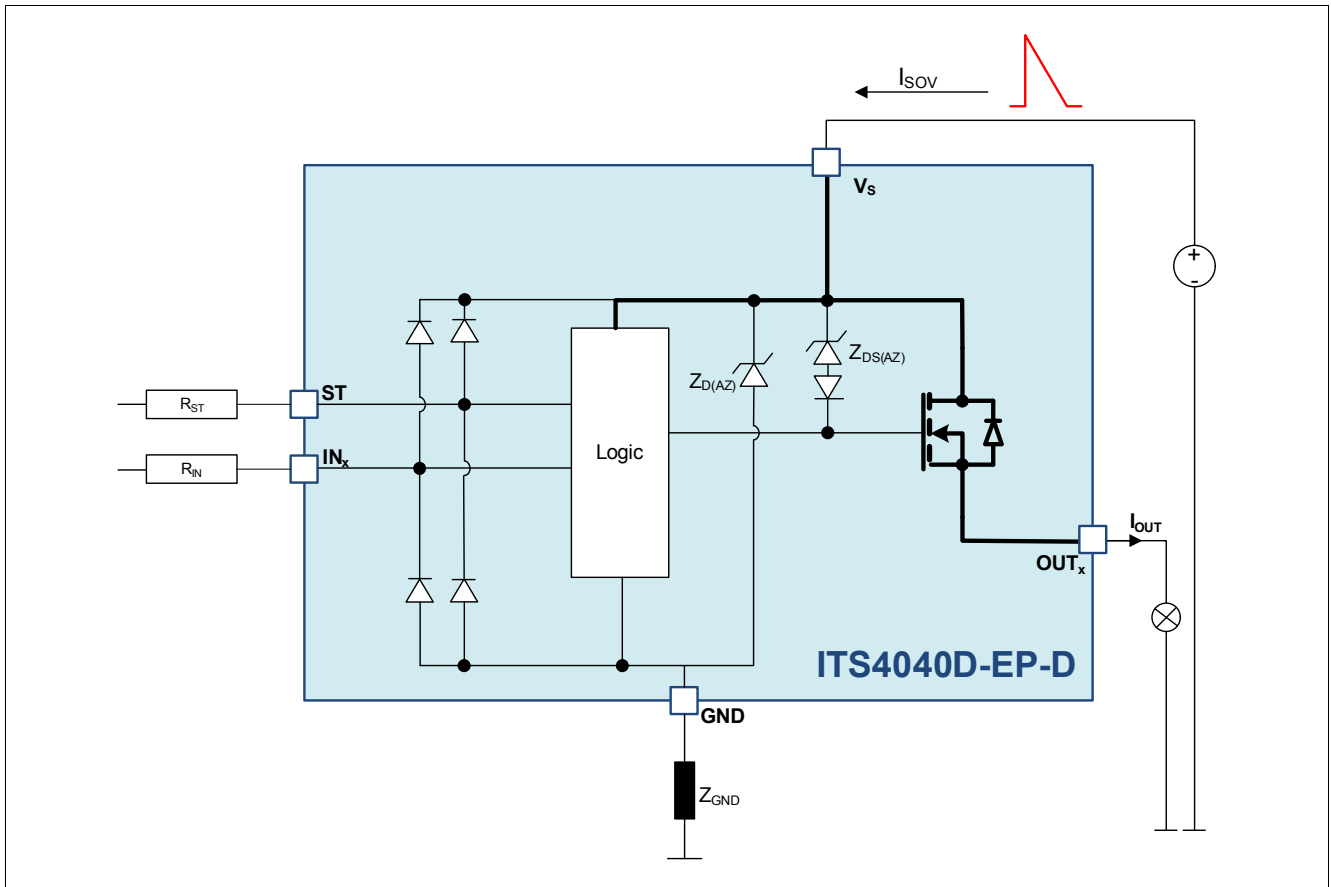 I_SOV
V_S
+
-
Z_DS(AZ)
Z_D(AZ)
ST
R_ST
Logic
IN_x
R_IN
I_OUT
OUT_x
ITS4040D-EP-D
GND
Z_GND